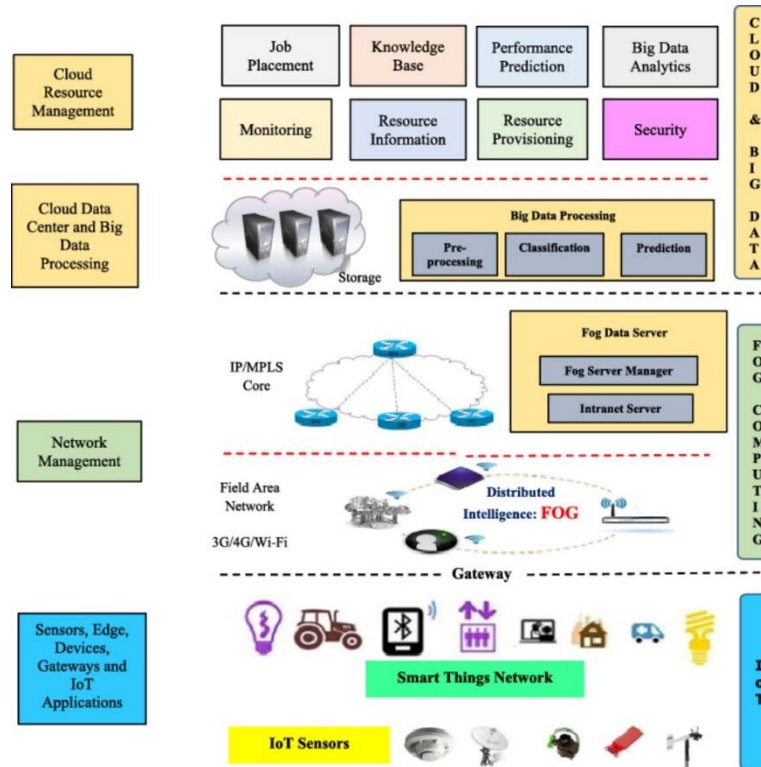 Cloud
Resource
Management
Job
Placement
Knowledge
Base
Performance
Prediction
Big Data
Analytics
Monitoring
Resource
Information
Resource
Provisioning
Security
Cloud Data
Center and Big
Data
Processing
Storage
Big Data Processing
Pre-
processing
Classification
Prediction
C
L
O
U
D
&
B
I
G
D
A
T
A
Network
Management
IP/MPLS
Core
Fog Data Server
Fog Server Manager
Intranet Server
Field Area
Network
3G/4G/Wi-Fi
Distributed
Intelligence: FOG
F
O
G
C
O
M
P
U
T
I
N
G
Gateway
Sensors, Edge,
Devices,
Gateways and
IoT
Applications
Smart Things Network
IoT Sensors
I
T